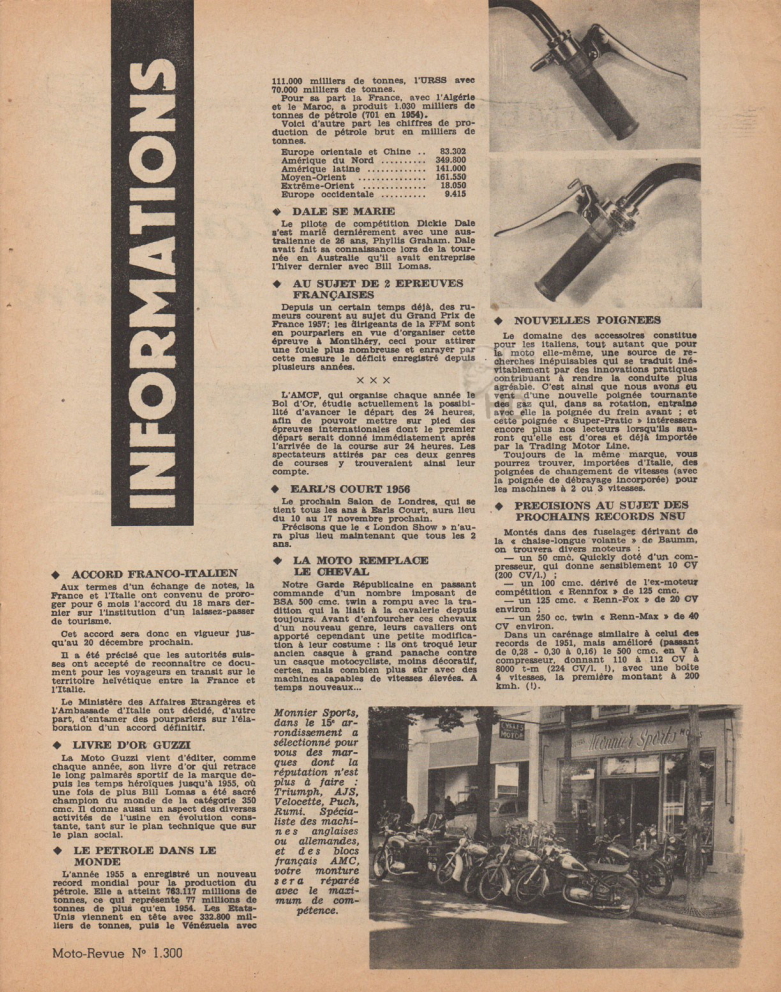 INFORMATIONS
◆ ACCORD FRANCO-ITALIEN
Aux termes d'un échange de notes, la
France et l'Italie ont convenu de proro-
ger pour 6 mois l'accord du 18 mars der-
nier sur l'institution d'un laissez-passer
de tourisme.
Cet accord sera donc en vigueur jus-
qu'au 20 décembre prochain.
Il a été précisé que les autorités suis-
ses ont accepté de reconnaître ce docu-
ment pour les voyageurs en transit sur le
territoire helvétique entre la France et
l'Italie.
Le Ministère des Affaires Etrangères et
l'Ambassade d'Italie ont décidé, d'autre
part, d'entamer des pourparlers sur l'éla-
boration d'un accord définitif.
◆ LIVRE D'OR GUZZI
La Moto Guzzi vient d'éditer, comme
chaque année, son livre d'or qui retrace
le long palmarès sportif de la marque de-
puis les temps héroïques jusqu'à 1955, où
une fois de plus Bill Lomas a été sacré
champion du monde de la catégorie 350
cmc. Il donne aussi un aspect des diverses
activités de l'usine en évolution cons-
tante, tant sur le plan technique que sur
le plan social.
◆ LE PETROLE DANS LE
MONDE
L'année 1955 a enregistré un nouveau
record mondial pour la production du
pétrole. Elle a atteint 763.117 millions de
tonnes, ce qui représente 77 millions de
tonnes de plus qu'en 1954. Les Etats-
Unis viennent en tête avec 332.800 mil-
liers de tonnes, puis le Vénézuela avec
111.000 milliers de tonnes, l'URSS avec
70.000 milliers de tonnes.
Pour sa part la France, avec l'Algérie
et le Maroc, a produit 1.030 milliers de
tonnes de pétrole (701 en 1954).
Voici d'autre part les chiffres de pro-
duction de pétrole brut en milliers de
tonnes.
Europe orientale et Chine .. 83.302
Amérique du Nord .......... 349.800
Amérique latine ............ 141.000
Moyen-Orient .............. 161.550
Extrême-Orient ............. 18.050
Europe occidentale .......... 9.415
◆ DALE SE MARIE
Le pilote de compétition Dickie Dale
s'est marié dernièrement avec une aus-
tralienne de 26 ans, Phyllis Graham. Dale
avait fait sa connaissance lors de la tour-
née en Australie qu'il avait entreprise
l'hiver dernier avec Bill Lomas.
◆ AU SUJET DE 2 EPREUVES
FRANÇAISES
Depuis un certain temps déjà, des ru-
meurs courent au sujet du Grand Prix de
France 1957; les dirigeants de la FFM sont
en pourparlers en vue d'organiser cette
épreuve à Montlhéry, ceci pour attirer
une foule plus nombreuse et enrayer par
cette mesure le déficit enregistré depuis
plusieurs années.
× × ×
L'AMCF, qui organise chaque année le
Bol d'Or, étudie actuellement la possibi-
lité d'avancer le départ des 24 heures,
afin de pouvoir mettre sur pied des
épreuves internationales dont le premier
départ serait donné immédiatement après
l'arrivée de la course sur 24 heures. Les
spectateurs attirés par ces deux genres
de courses y trouveraient ainsi leur
compte.
◆ EARL'S COURT 1956
Le prochain Salon de Londres, qui se
tient tous les ans à Earls Court, aura lieu
du 10 au 17 novembre prochain.
Précisons que le « London Show » n'au-
ra plus lieu maintenant que tous les 2
ans.
◆ LA MOTO REMPLACE
LE CHEVAL
Notre Garde Républicaine en passant
commande d'un nombre imposant de
BSA 500 cmc. twin a rompu avec la tra-
dition qui la liait à la cavalerie depuis
toujours. Avant d'enfourcher ces chevaux
d'un nouveau genre, leurs cavaliers ont
apporté cependant une petite modifica-
tion à leur costume : ils ont troqué leur
ancien casque à grand panache contre
un casque motocycliste, moins décoratif,
certes, mais combien plus sûr avec des
machines capables de vitesses élevées. A
temps nouveaux...
◆ NOUVELLES POIGNEES
Le domaine des accessoires constitue
pour les italiens, tout autant que pour
la moto elle-même, une source de re-
cherches inépuisables qui se traduit iné-
vitablement par des innovations pratiques
contribuant à rendre la conduite plus
agréable. C'est ainsi que nous avons eu
vent d'une nouvelle poignée tournante
des gaz qui, dans sa rotation, entraîne
avec elle la poignée du frein avant ; et
cette poignée « Super-Pratic » intéressera
encore plus nos lecteurs lorsqu'ils sau-
ront qu'elle est d'ores et déjà importée
par la Trading Motor Line.
Toujours de la même marque, vous
pourrez trouver, importées d'Italie, des
poignées de changement de vitesses (avec
la poignée de débrayage incorporée) pour
les machines à 2 ou 3 vitesses.
◆ PRECISIONS AU SUJET DES
PROCHAINS RECORDS NSU
Montés dans des fuselages dérivant de
la « chaise-longue volante » de Baumm,
on trouvera divers moteurs :
— un 50 cmc. Quickly doté d'un com-
presseur, qui donne sensiblement 10 CV
(200 CV/l.) ;
— un 100 cmc. dérivé de l'ex-moteur
compétition « Rennfox » de 125 cmc.
— un 125 cmc. « Renn-Fox » de 20 CV
environ ;
— un 250 cc. twin « Renn-Max » de 40
CV environ.
Dans un carénage similaire à celui des
records de 1951, mais amélioré (passant
de 0,28 - 0,30 à 0,16) le 500 cmc. en V à
compresseur, donnant 110 à 112 CV à
8000 t-m (224 CV/l. !), avec une boîte
4 vitesses, la première montant à 200
kmh. (!).
Monnier Sports,
dans le 15e ar-
rondissement a
sélectionné pour
vous des mar-
ques dont la
réputation n'est
plus à faire :
Triumph, AJS,
Velocette, Puch,
Rumi. Spécia-
liste des machi-
nes anglaises
ou allemandes,
et des blocs
français AMC,
votre monture
sera réparée
avec le maxi-
mum de com-
pétence.
MOTOR
Monnier Sports
Moto-Revue N° 1.300